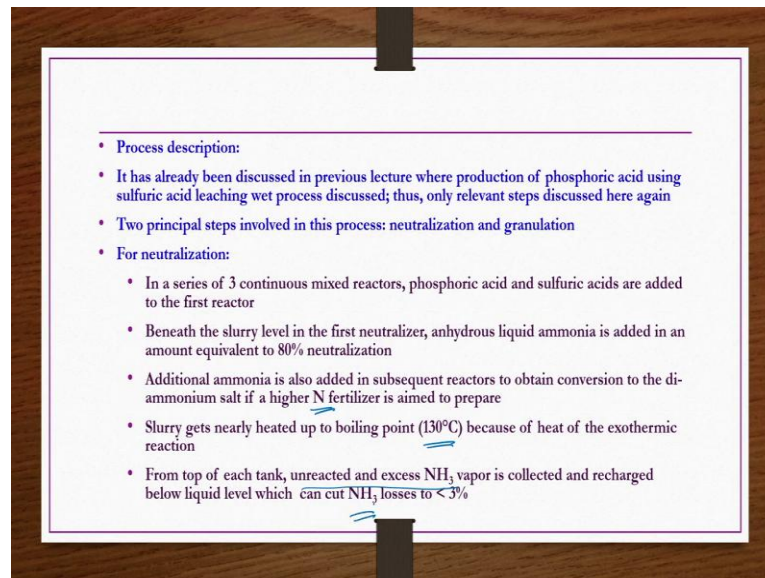 • Process description:
• It has already been discussed in previous lecture where production of phosphoric acid using
sulfuric acid leaching wet process discussed; thus, only relevant steps discussed here again
• Two principal steps involved in this process: neutralization and granulation
• For neutralization:
• In a series of 3 continuous mixed reactors, phosphoric acid and sulfuric acids are added
to the first reactor
• Beneath the slurry level in the first neutralizer, anhydrous liquid ammonia is added in an
amount equivalent to 80% neutralization
• Additional ammonia is also added in subsequent reactors to obtain conversion to the di-
ammonium salt if a higher N fertilizer is aimed to prepare
• Slurry gets nearly heated up to boiling point (130°C) because of heat of the exothermic
reaction
• From top of each tank, unreacted and excess NH₃ vapor is collected and recharged
below liquid level which can cut NH₃ losses to < 3%